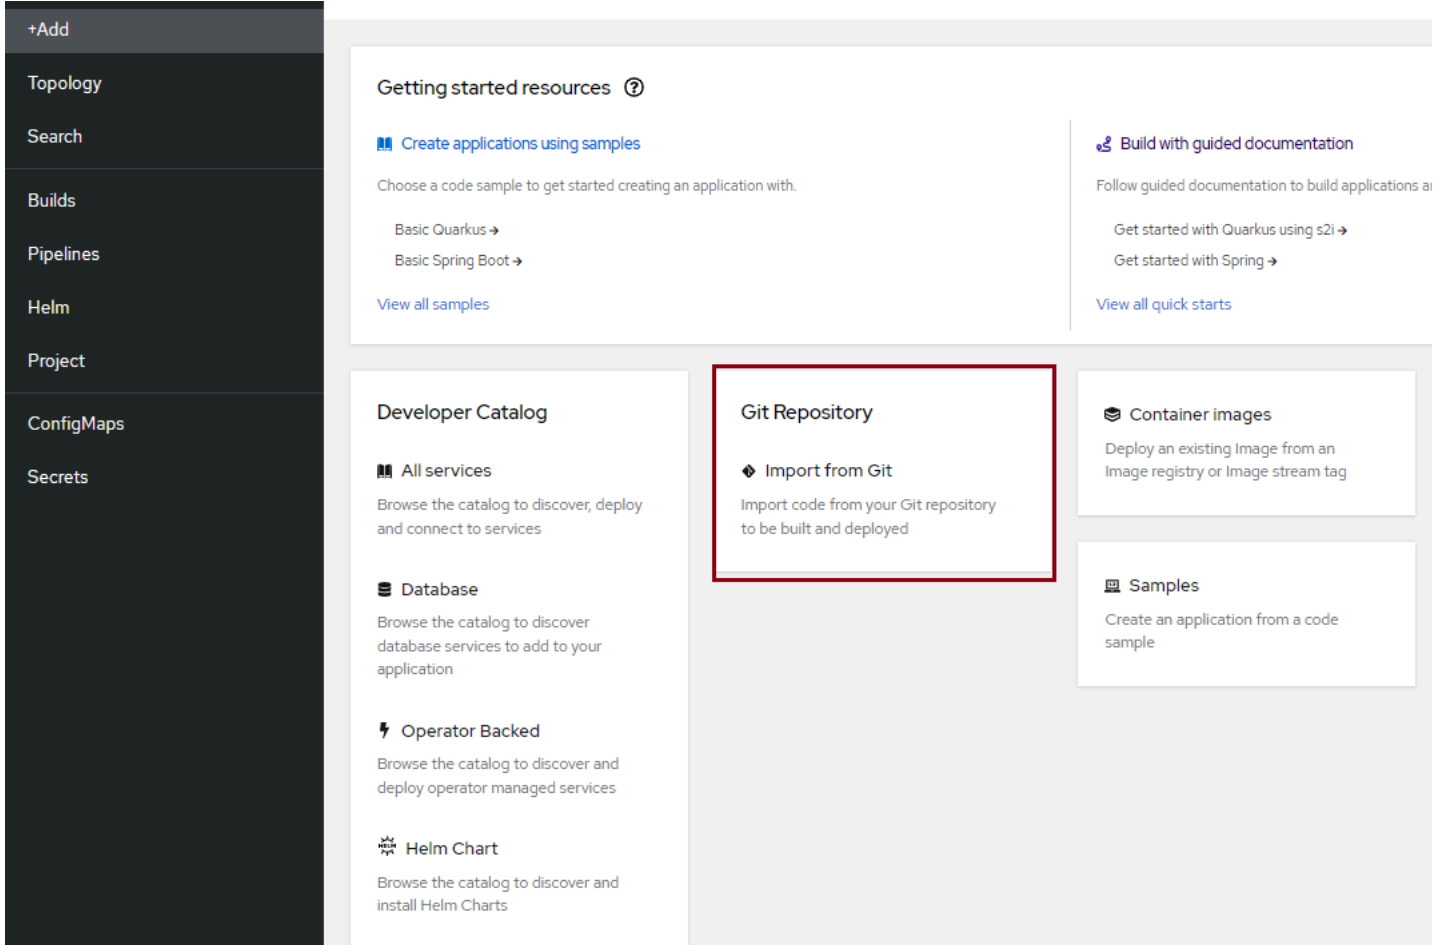 +Add
Topology
Search
Builds
Pipelines
Helm
Project
ConfigMaps
Secrets
Getting started resources
Create applications using samples
Choose a code sample to get started creating an application with.
Basic Quarkus
Basic Spring Boot
View all samples
Build with guided documentation
Follow guided documentation to build applications
Get started with Quarkus using s2i
Get started with Spring
View all quick starts
Developer Catalog
All services
Browse the catalog to discover, deploy
and connect to services
Database
Browse the catalog to discover
database services to add to your
application
Operator Backed
Browse the catalog to discover and
deploy operator managed services
HELM
Helm Chart
Browse the catalog to discover and
install Helm Charts
Git Repository
Import from Git
Import code from your Git repository
to be built and deployed
Container images
Deploy an existing Image from an
Image registry or Image stream tag
Samples
Create an application from a code
sample